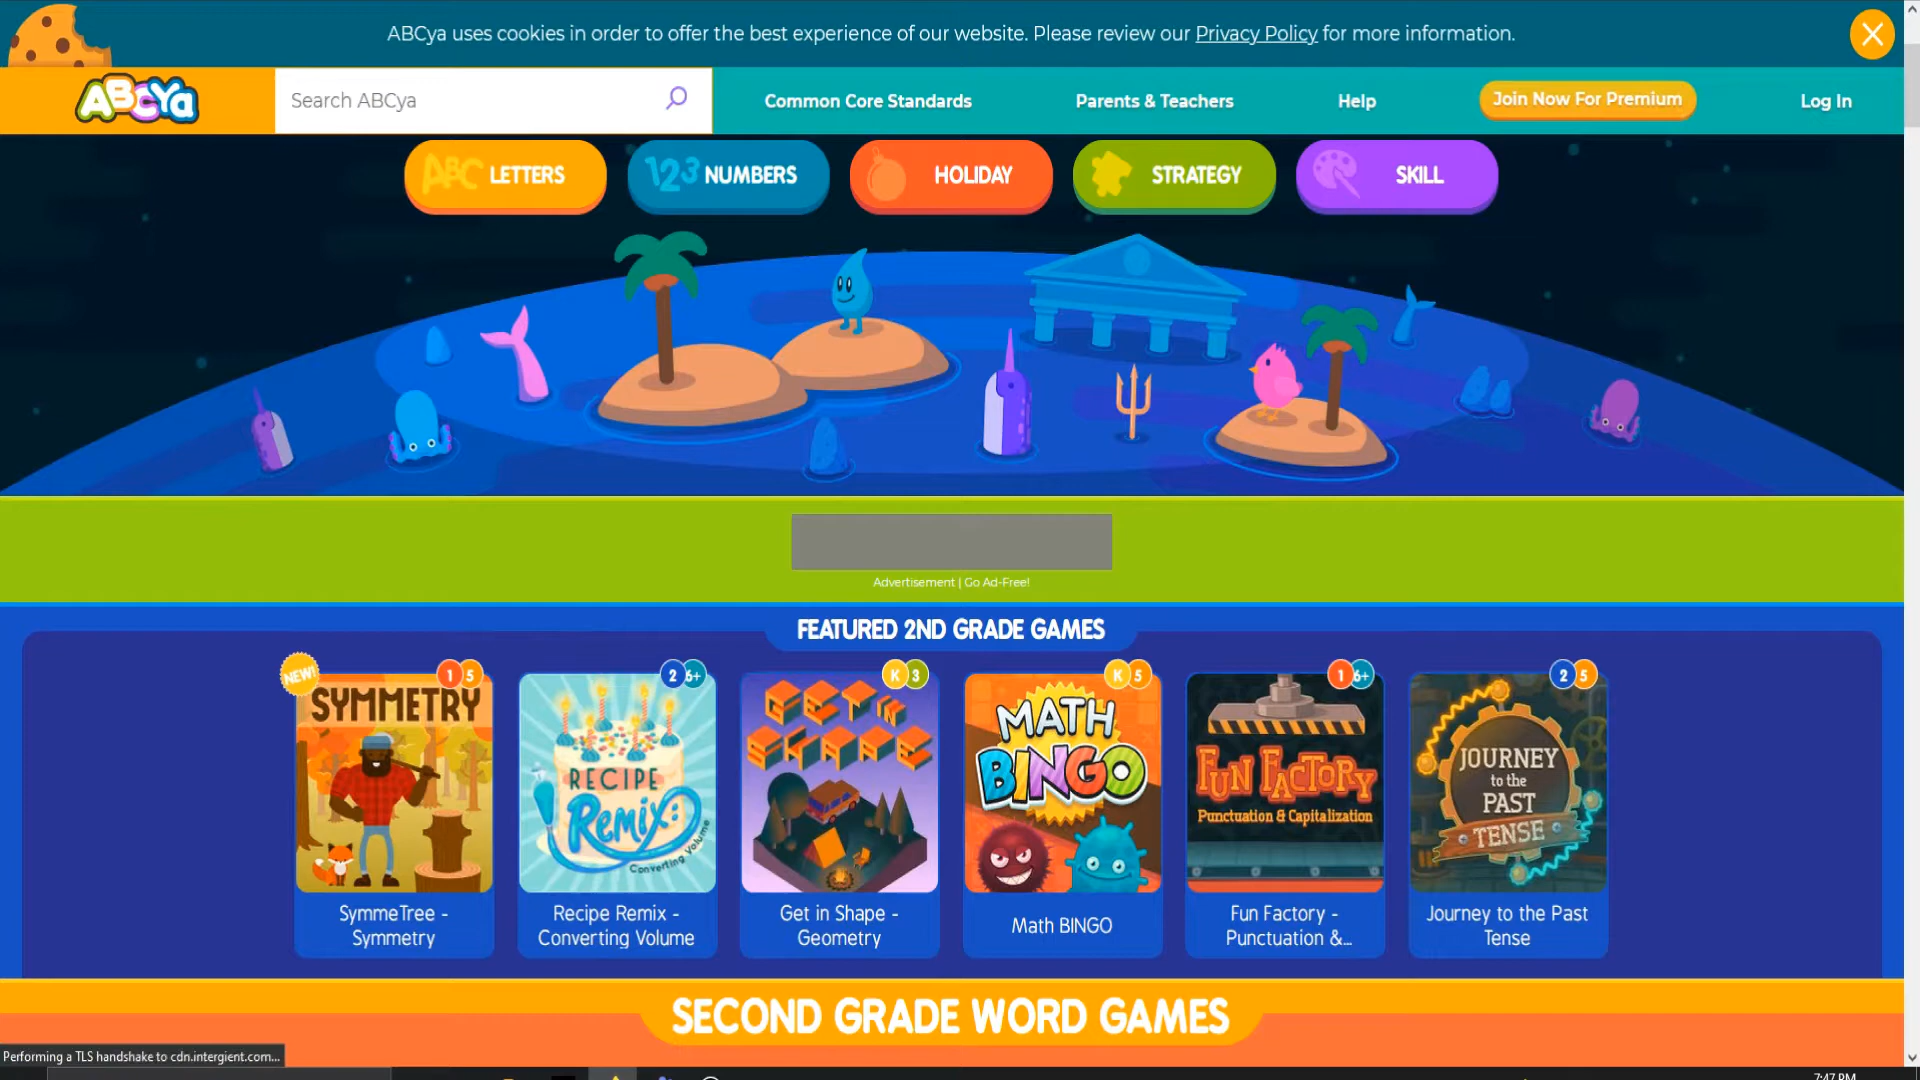 ABCya uses cookies in order to offer the best experience of our website. Please review our Privacy Policy for more information.
ABCYa
Search ABCya
Common Core Standards
Parents & Teachers
Help
Join Now For Premium
Log In
ABC LETTERS
123 NUMBERS
HOLIDAY
STRATEGY
SKILL
Advertisement | Go Ad-Free!
FEATURED 2ND GRADE GAMES
NEW!
1 5
SYMMETRY
SymmeTree -
Symmetry
2 6+
RECIPE
Remix:
Converting Volume
Recipe Remix -
Converting Volume
K 3
GET IN
SHAPE
Get in Shape -
Geometry
K 5
MATH
BINGO
Math BINGO
1 6+
FUN FACTORY
Punctuation & Capitalization
Fun Factory -
Punctuation &...
2 5
JOURNEY
to the
PAST
TENSE
Journey to the Past
Tense
SECOND GRADE WORD GAMES
Performing a TLS handshake to cdn.intergient.com...
7:47 PM